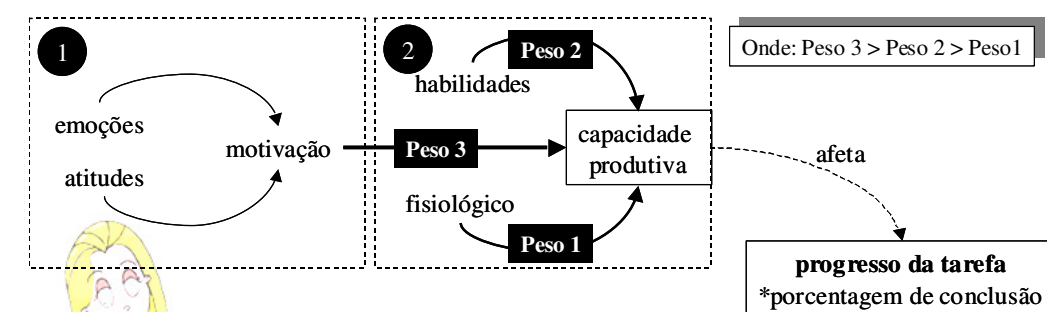 1
emoções
atitudes
motivação
2
Peso 2
habilidades
Peso 3
fisiológico
Peso 1
capacidade
produtiva
Onde: Peso 3 > Peso 2 > Peso1
afeta
progresso da tarefa
*porcentagem de conclusão